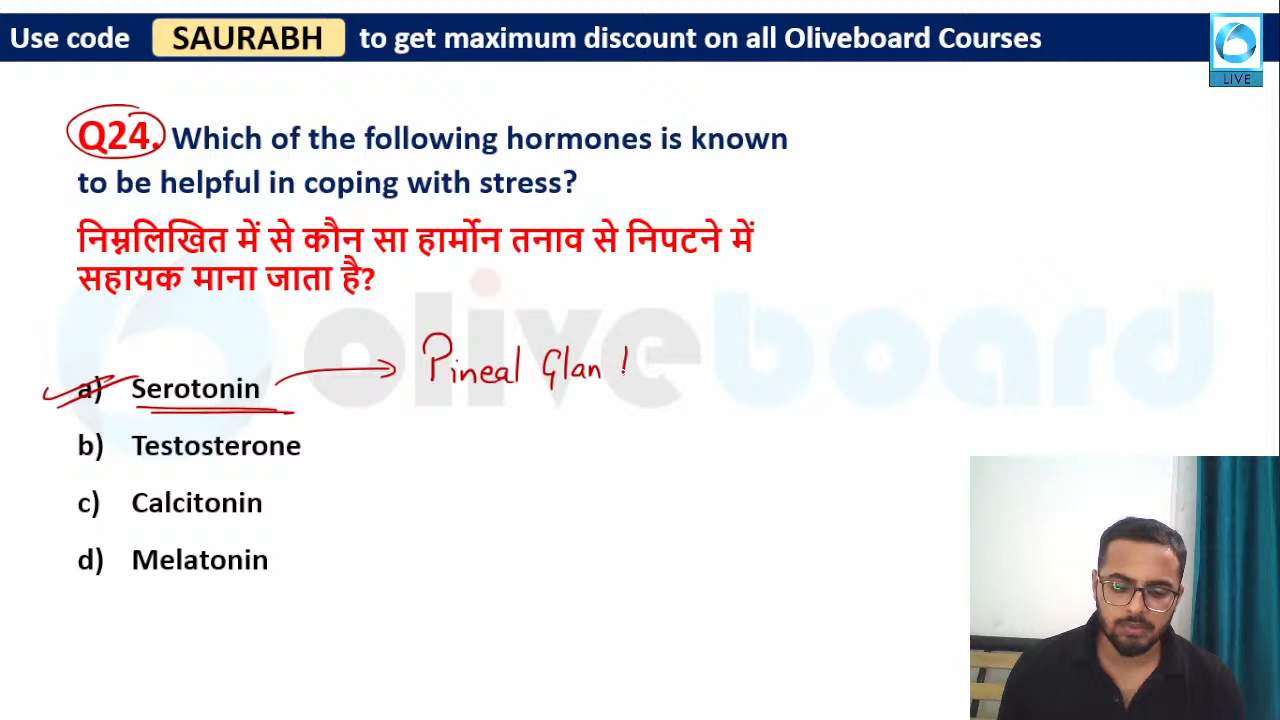 Use code SAURABH to get maximum discount on all Oliveboard Courses
LIVE
Q24. Which of the following hormones is known
to be helpful in coping with stress?
निम्नलिखित में से कौन सा हार्मोन तनाव से निपटने में
सहायक माना जाता है?
oliveboard
Pineal Glan
a) Serotonin
b) Testosterone
c) Calcitonin
d) Melatonin